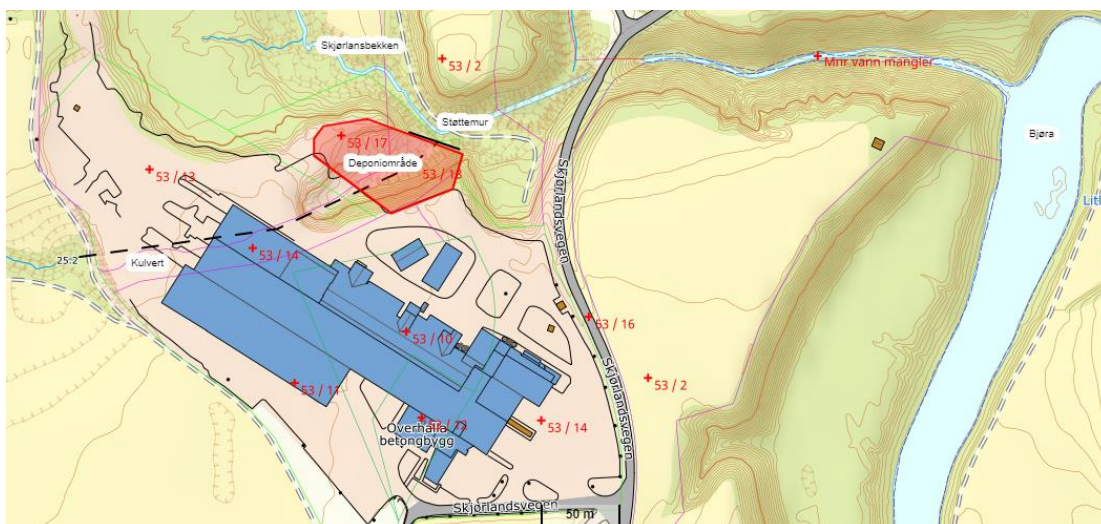 Skjørlansbekken
53 / 2
Mnr vann mangler
Støttemur
53 / 17
Bjøra
Deponiområde
53 / 13
53 / 18
Skjørlandsvegen
53 / 14
Kulvert
25.2
53 / 16
53 / 10
Skjørlandsvegen
53 / 2
53 / 11
53 / 14
Overhalla
betongbygg
Skjørlandsvegen
50 m